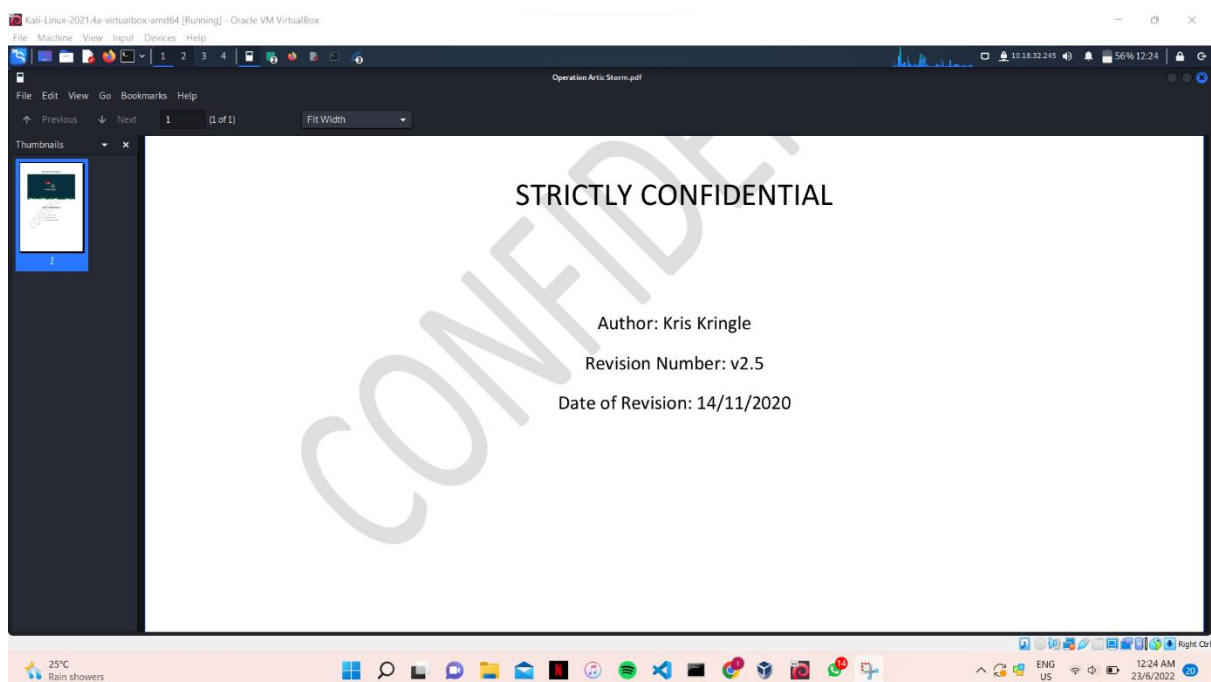 Kali-Linux-2021.4a-virtualbox-amd64 [Running] - Oracle VM VirtualBox
File Machine View Input Devices Help
1 2 3 4
10.18.32.245 56% 12:24
Operation Artic Storm.pdf
File Edit View Go Bookmarks Help
Previous Next 1 (1 of 1) Fit Width
Thumbnails
1
STRICTLY CONFIDENTIAL
Author: Kris Kringle
Revision Number: v2.5
Date of Revision: 14/11/2020
CONFIDE
Right Ctrl
25°C
Rain showers
14
ENG
US
12:24 AM
23/6/2022
20